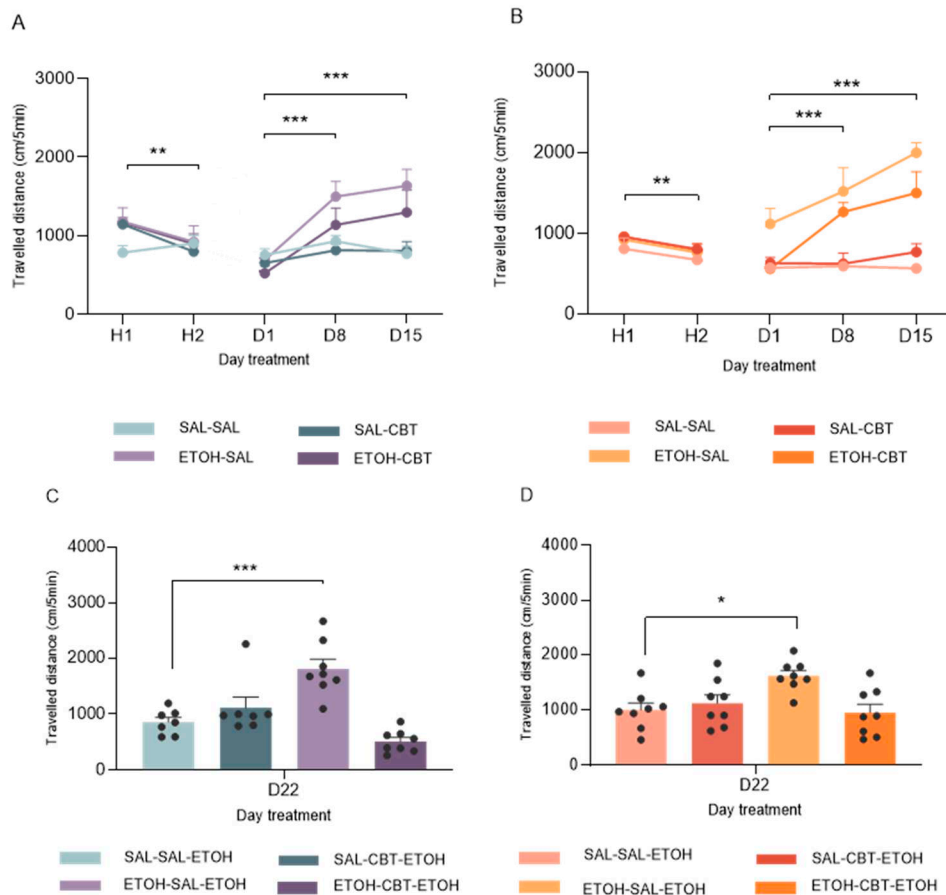 A
3000
2000
1000
0
Travelled distance (cm/5min)
**
***
***
H1 H2 D1 D8 D15
Day treatment
SAL-SAL SAL-CBT
ETOH-SAL ETOH-CBT
B
3000
2000
1000
0
Travelled distance (cm/5min)
**
***
***
H1 H2 D1 D8 D15
Day treatment
SAL-SAL SAL-CBT
ETOH-SAL ETOH-CBT
C
4000
3000
2000
1000
0
Travelled distance (cm/5min)
***
D22
Day treatment
SAL-SAL-ETOH SAL-CBT-ETOH
ETOH-SAL-ETOH ETOH-CBT-ETOH
D
4000
3000
2000
1000
0
Travelled distance (cm/5min)
*
D22
Day treatment
SAL-SAL-ETOH SAL-CBT-ETOH
ETOH-SAL-ETOH ETOH-CBT-ETOH